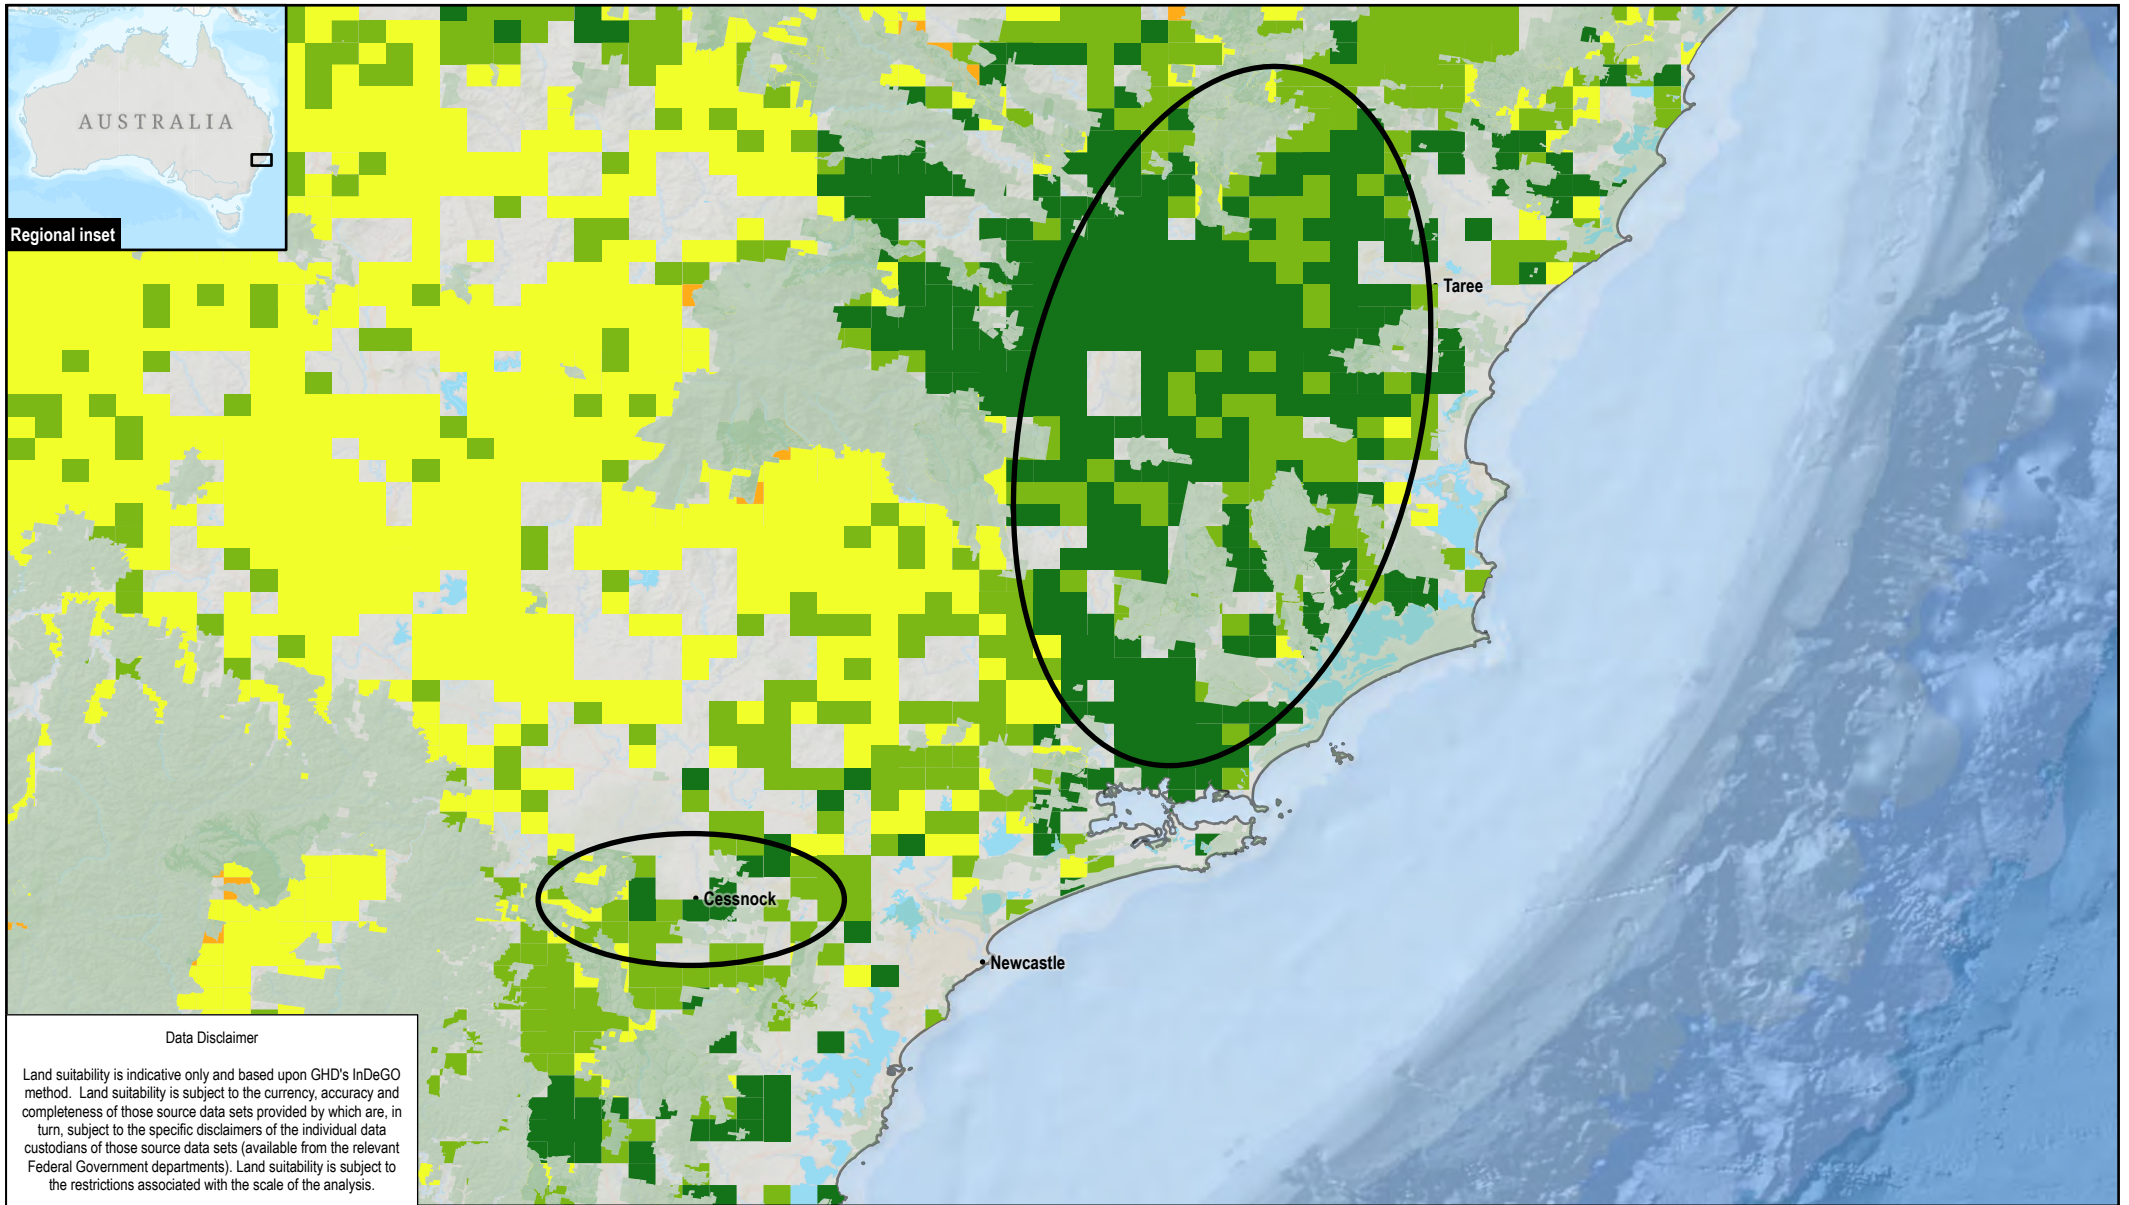 AUSTRALIA
Regional inset
Taree
Cessnock
Newcastle
Data Disclaimer
Land suitability is indicative only and based upon GHD's InDeGO
method. Land suitability is subject to the currency, accuracy and
completeness of those source data sets provided by which are, in
turn, subject to the specific disclaimers of the individual data
custodians of those source data sets (available from the relevant
Federal Government departments). Land suitability is subject to
the restrictions associated with the scale of the analysis.